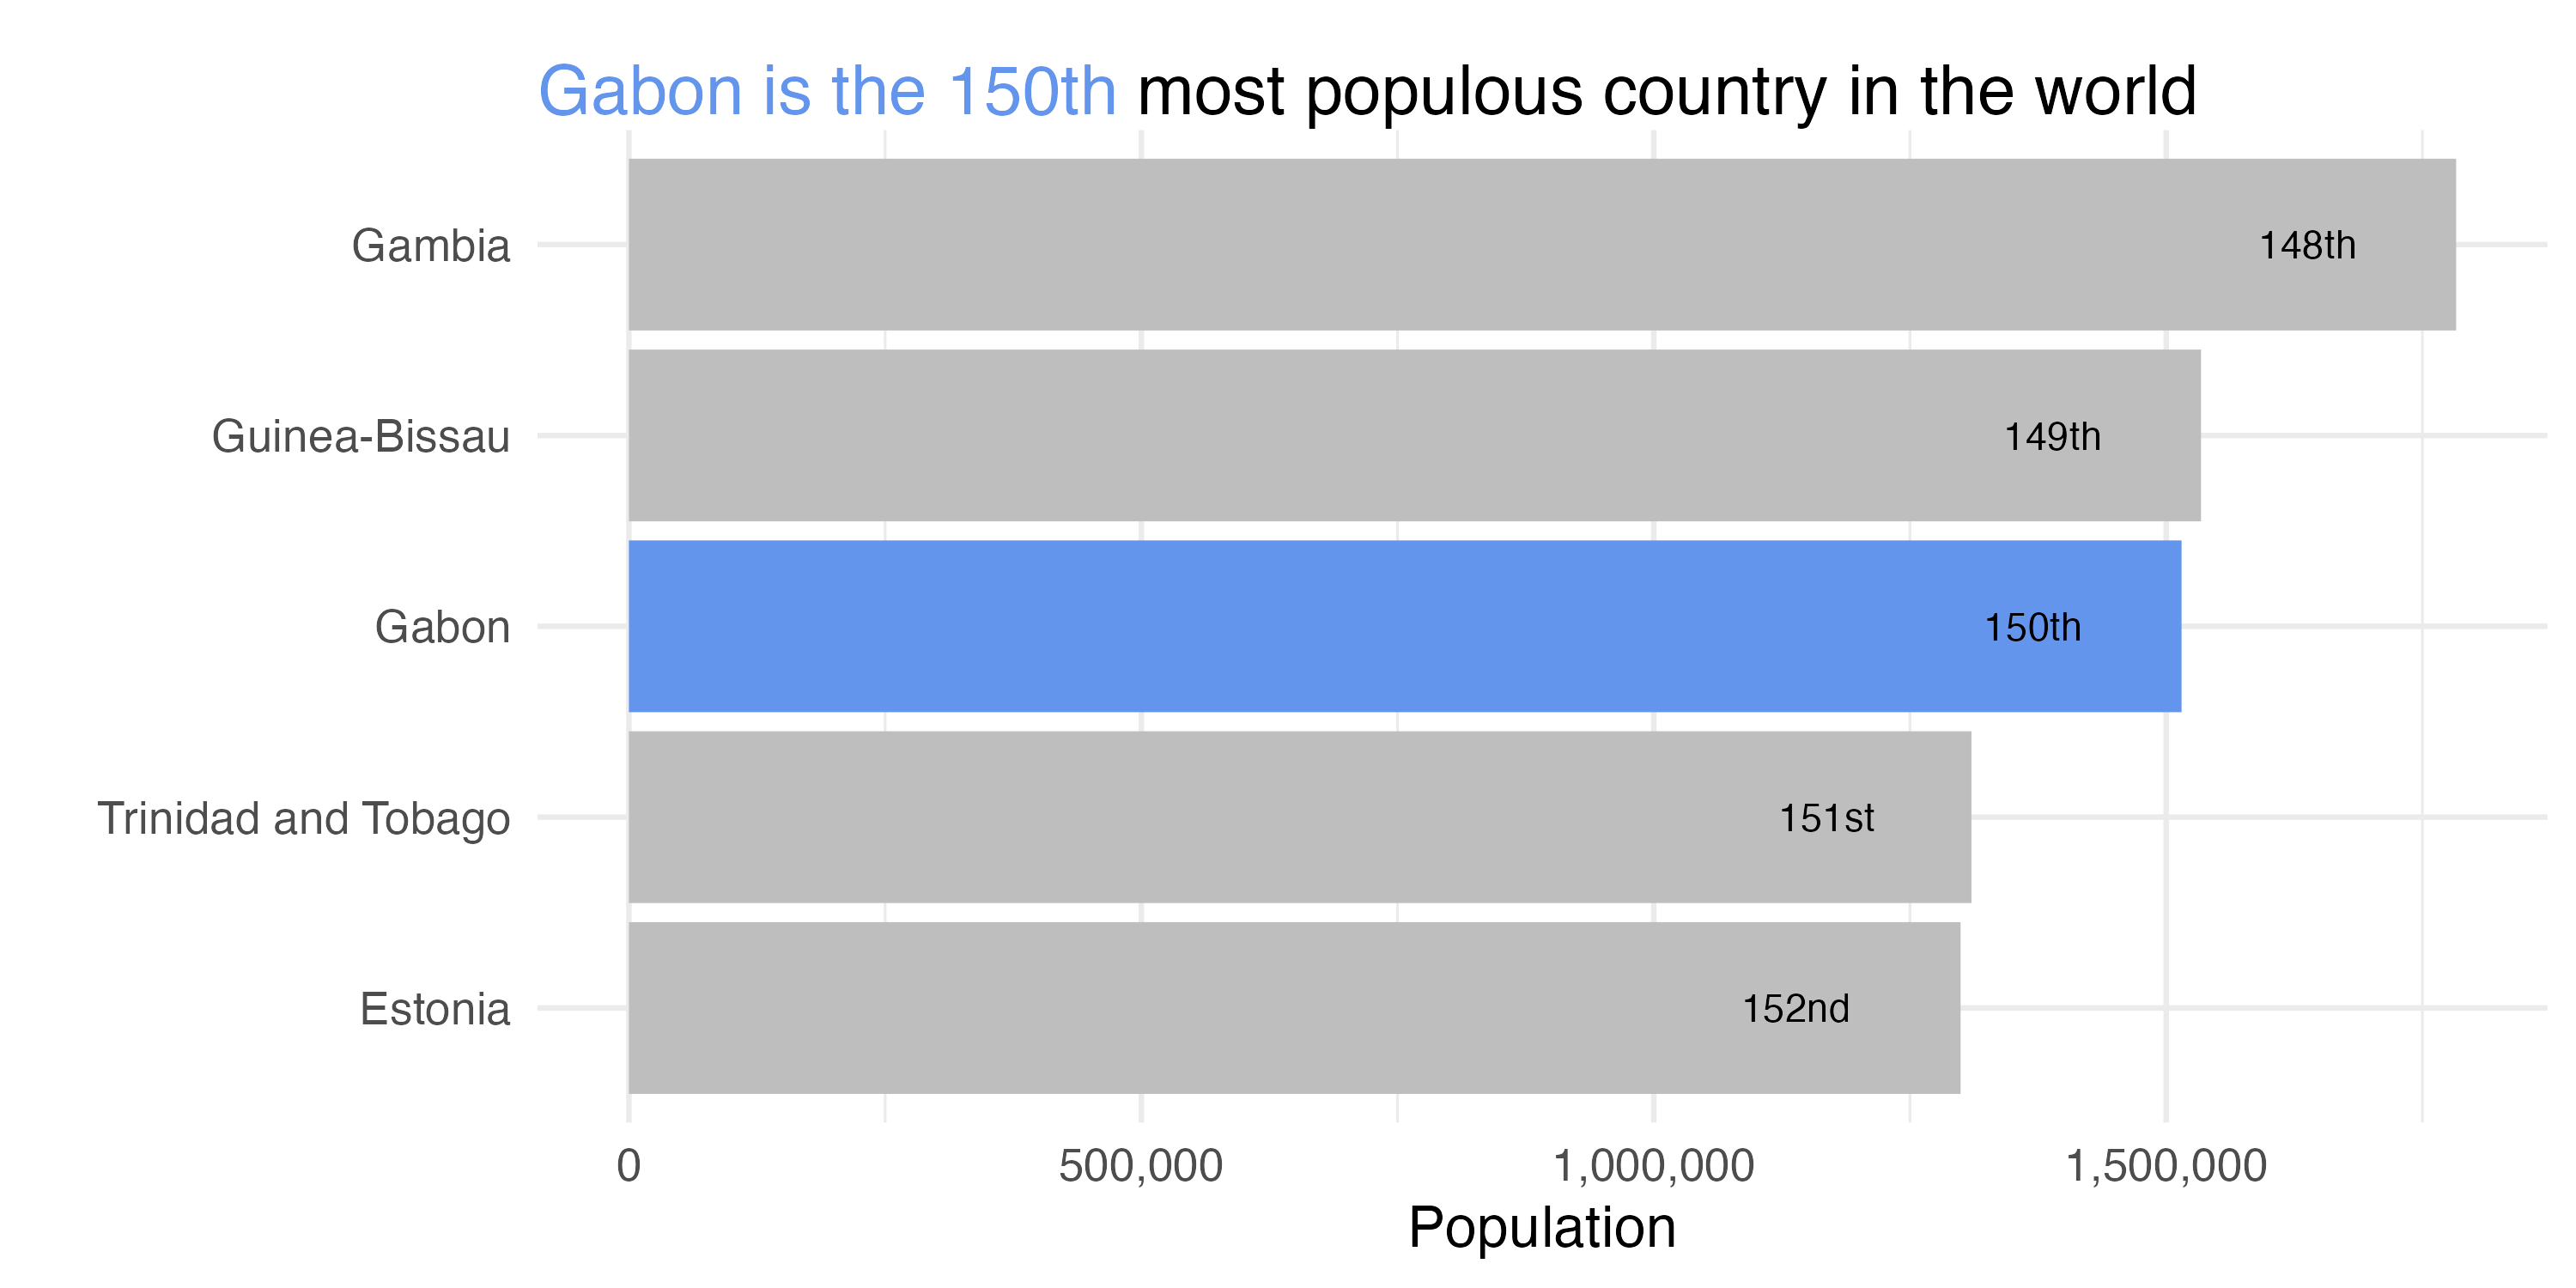 Gabon is the 150th most populous country in the world
Gambia
148th
Guinea-Bissau
149th
Gabon
150th
Trinidad and Tobago
151st
Estonia
152nd
0
500,000
1,000,000
1,500,000
Population